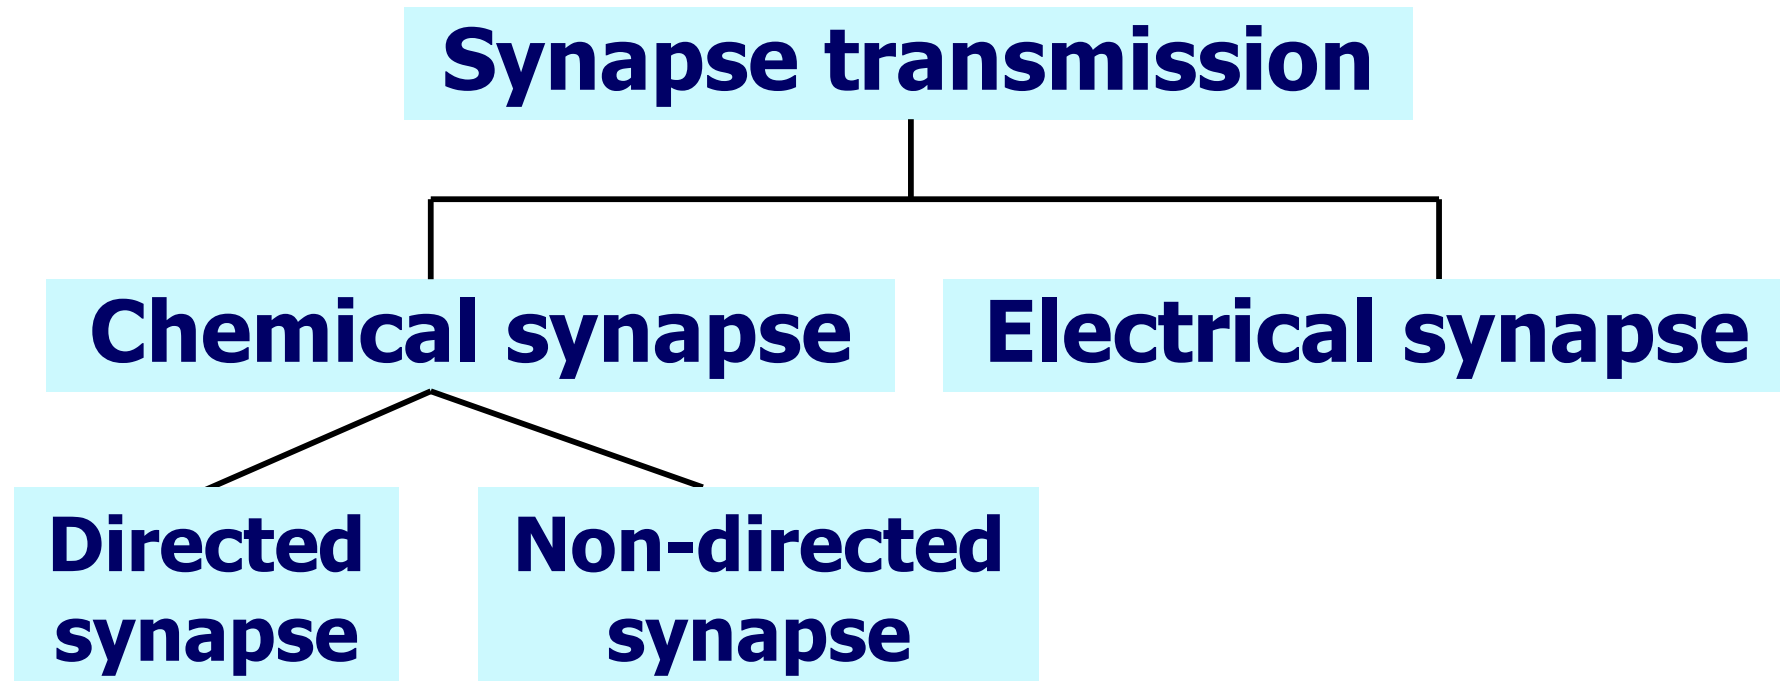 Synapse transmission
Chemical synapse
Electrical synapse
Directed
synapse
Non-directed
synapse